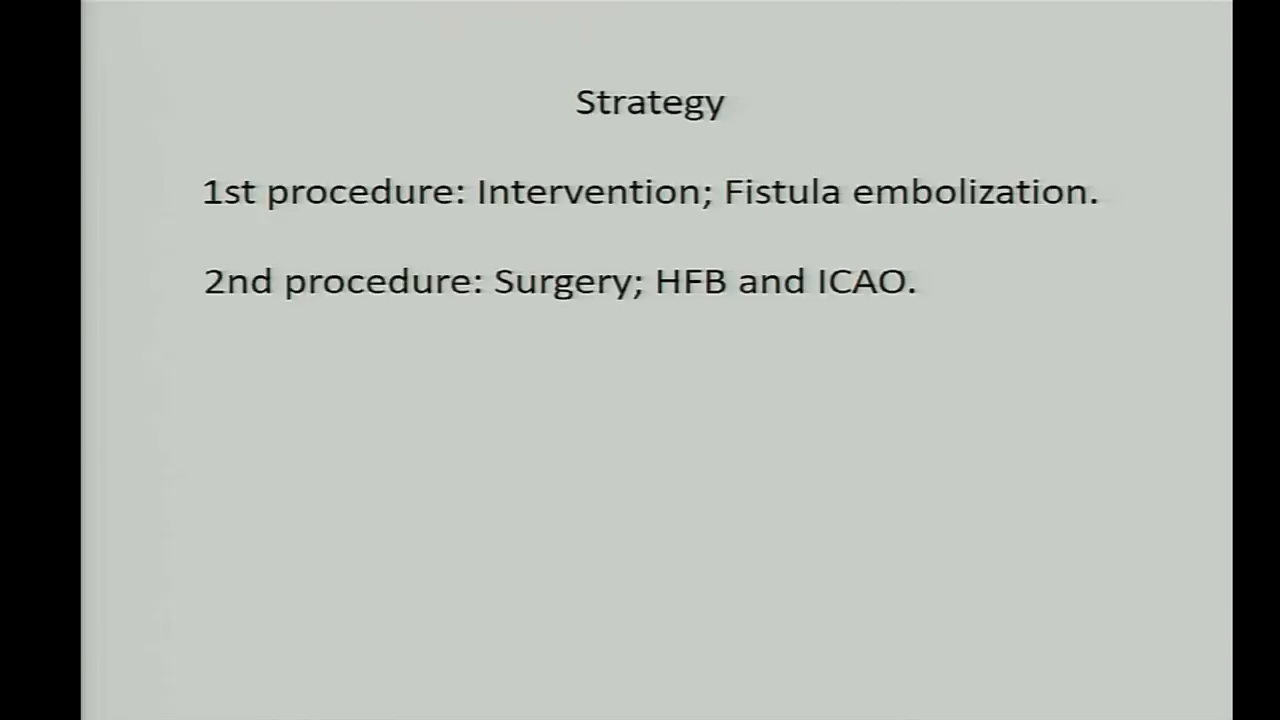 Strategy
1st procedure: Intervention; Fistula embolization.
2nd procedure: Surgery; HFB and ICAO.